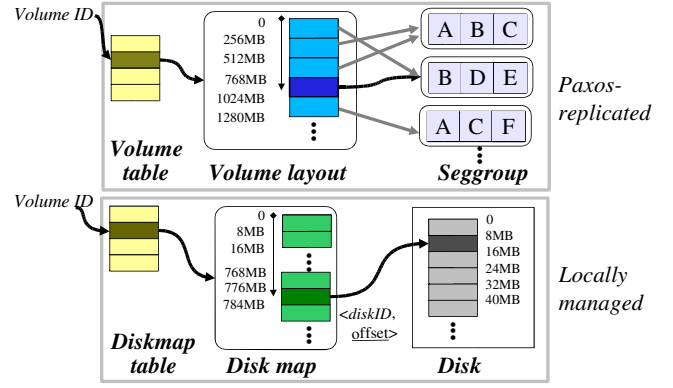 Volume ID
0
256MB
512MB
768MB
1024MB
1280MB
A B C
B D E
A C F
Volume table
Volume layout
Seggroup
Paxos-
replicated
Volume ID
0
8MB
16MB
768MB
776MB
784MB
<diskID,
offset>
0
8MB
16MB
24MB
32MB
40MB
Diskmap
table
Disk map
Disk
Locally
managed